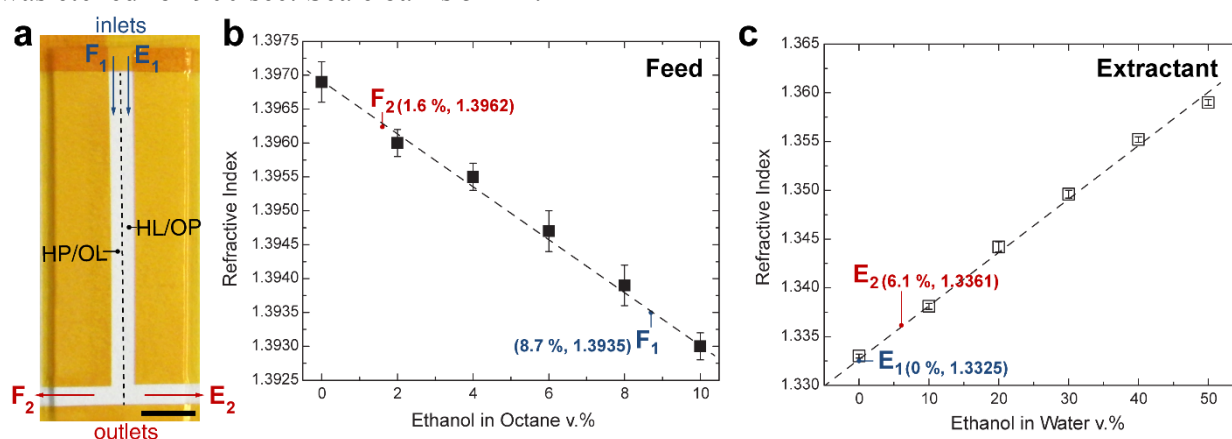 a
inlets
F1 E1
HL/OP
HP/OL
F2 E2
outlets
b
Feed
F2 (1.6 %, 1.3962)
(8.7 %, 1.3935) F1
Refractive Index
1.3975
1.3970
1.3965
1.3960
1.3955
1.3950
1.3945
1.3940
1.3935
1.3930
1.3925
0 2 4 6 8 10
Ethanol in Octane v.%
c
Extractant
E2 (6.1 %, 1.3361)
E1 (0 %, 1.3325)
Refractive Index
1.365
1.360
1.355
1.350
1.345
1.340
1.335
1.330
0 10 20 30 40 50
Ethanol in Water v.%